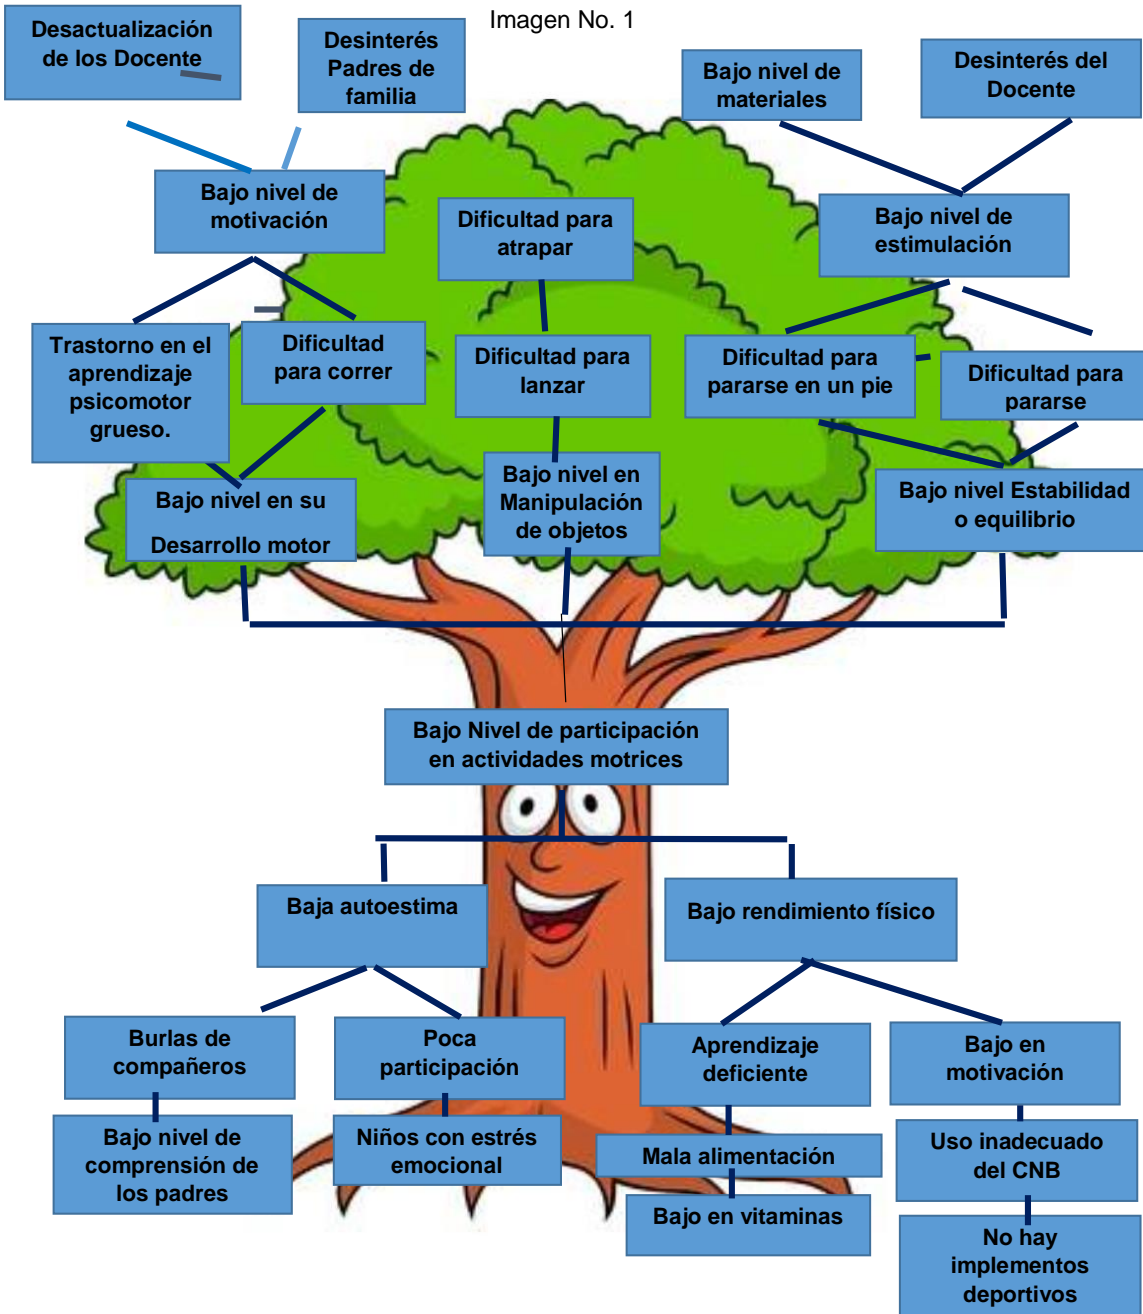 Imagen No. 1
Desactualización
de los Docente
Desinterés
Padres de
familia
Bajo nivel de
materiales
Desinterés del
Docente
Bajo nivel de
motivación
Dificultad para
atrapar
Bajo nivel de
estimulación
Trastorno en el
aprendizaje
psicomotor
grueso.
Dificultad
para correr
Dificultad para
lanzar
Dificultad para
pararse en un pie
Dificultad para
pararse
Bajo nivel en su
Desarrollo motor
Bajo nivel en
Manipulación
de objetos
Bajo nivel Estabilidad
o equilibrio
Bajo Nivel de participación
en actividades motrices
Baja autoestima
Bajo rendimiento físico
Burlas de
compañeros
Poca
participación
Aprendizaje
deficiente
Bajo en
motivación
Bajo nivel de
comprensión de
los padres
Niños con estrés
emocional
Mala alimentación
Uso inadecuado
del CNB
Bajo en vitaminas
No hay
implementos
deportivos